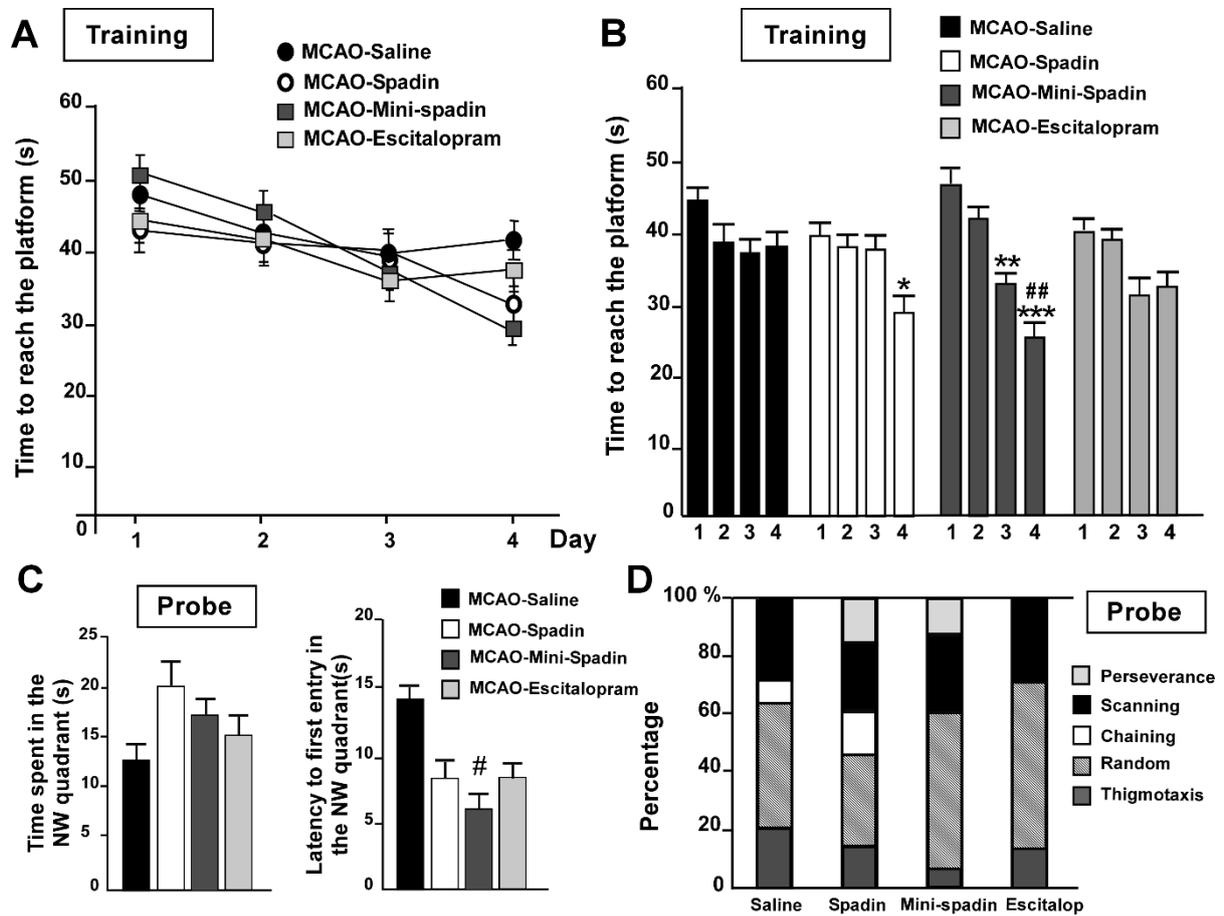 A
Training
MCAO-Saline
MCAO-Spadin
MCAO-Mini-spadin
MCAO-Escitalopram
Time to reach the platform (s)
60
50
40
30
20
10
0
1 2 3 4 Day
B
Training
MCAO-Saline
MCAO-Spadin
MCAO-Mini-Spadin
MCAO-Escitalopram
Time to reach the platform (s)
60
50
40
30
20
10
0
*
**
##
***
1 2 3 4 1 2 3 4 1 2 3 4 1 2 3 4
C
Probe
Time spent in the
NW quadrant (s)
25
20
15
10
5
0
Latency to first entry in
the NW quadrant(s)
20
15
10
5
0
#
MCAO-Saline
MCAO-Spadin
MCAO-Mini-Spadin
MCAO-Escitalopram
D
Probe
Percentage
100 %
80
60
40
20
0
Saline Spadin Mini-spadin Escitalop
Perseverance
Scanning
Chaining
Random
Thigmotaxis